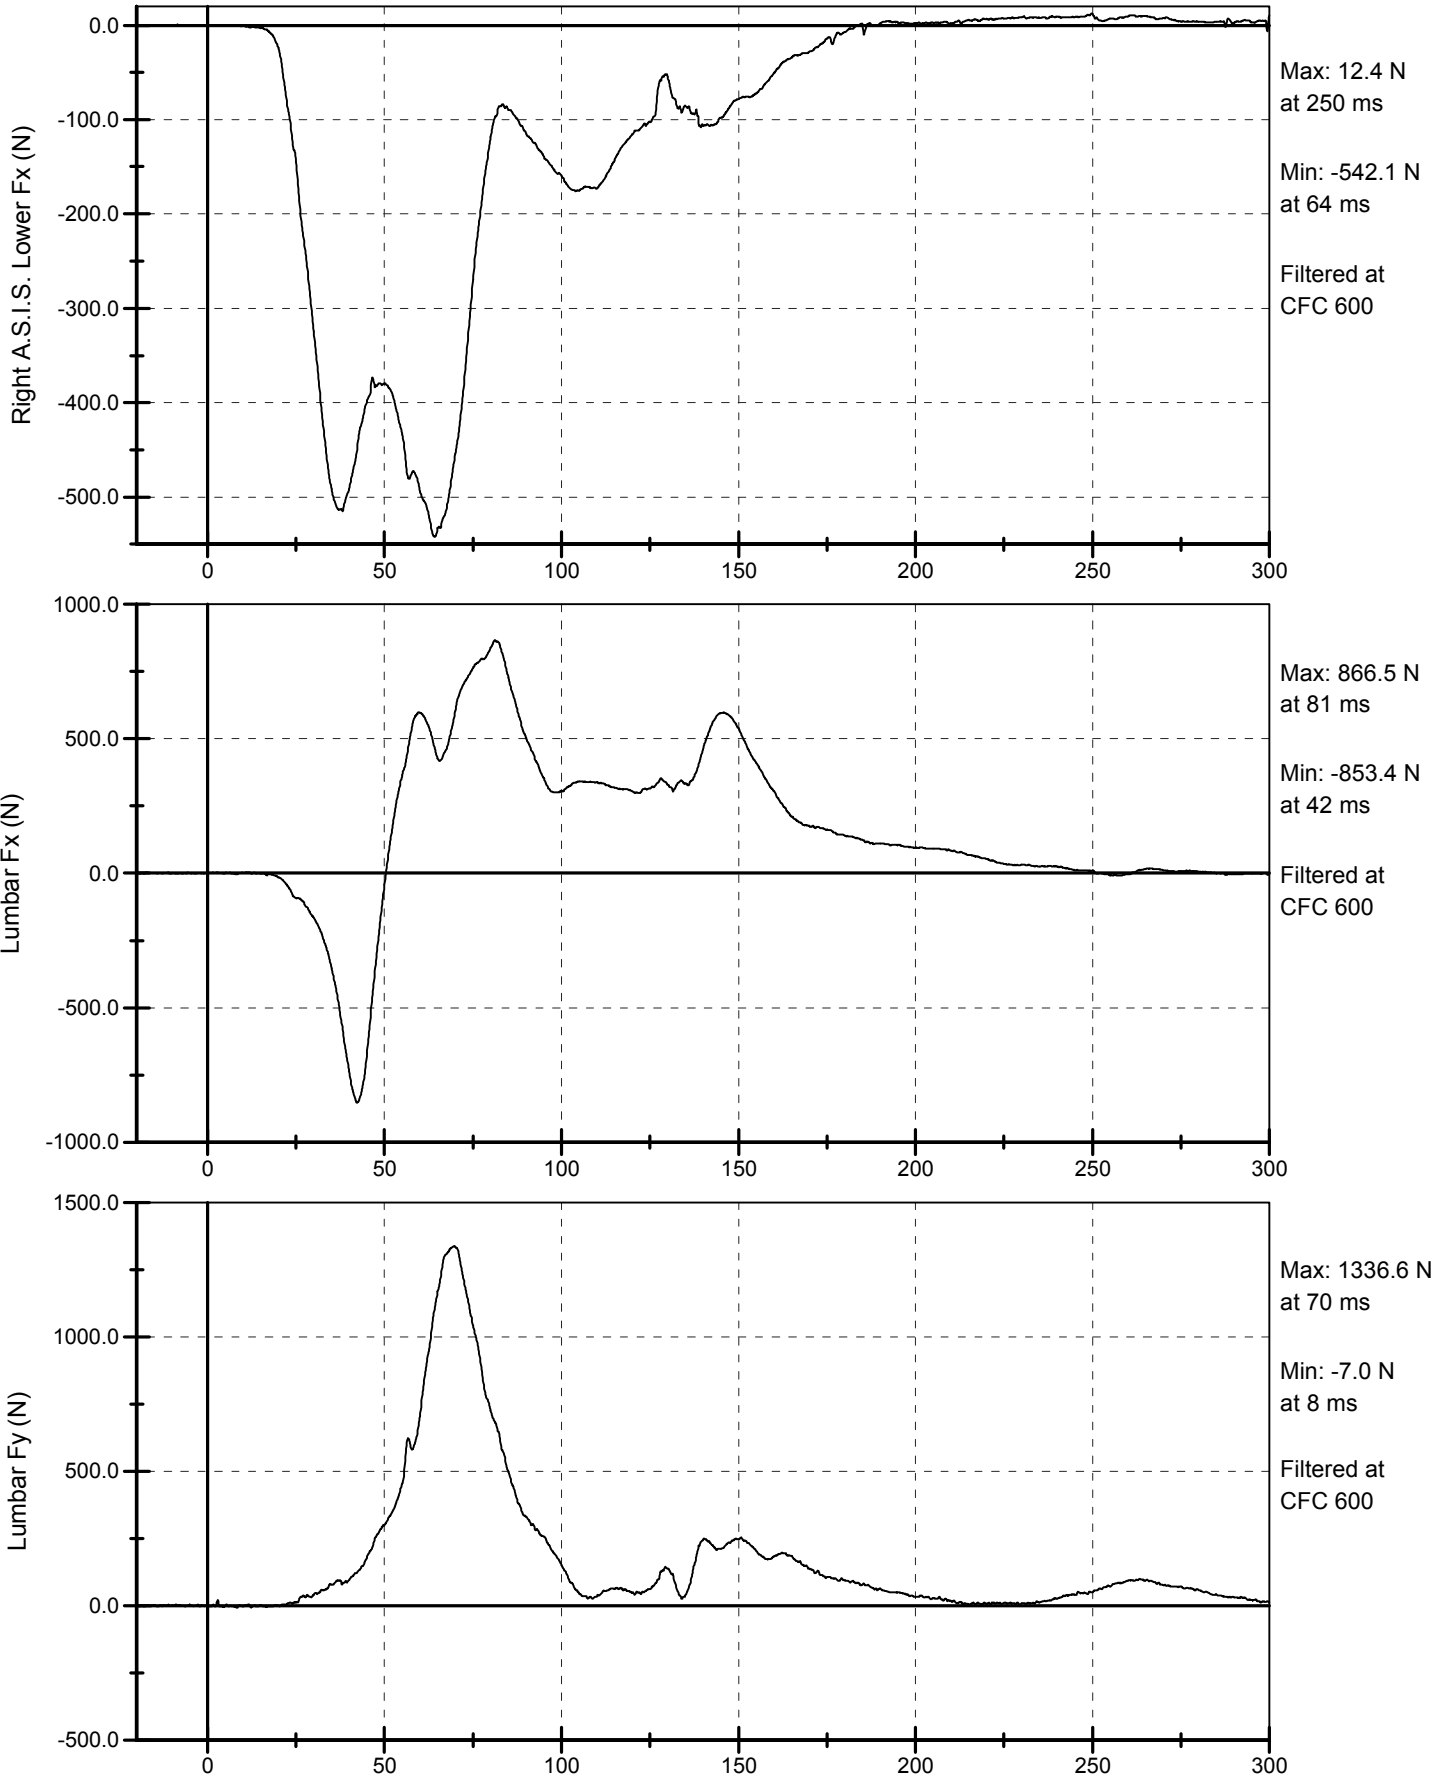 Right A.S.I.S. Lower Fx (N)
0.0
-100.0
-200.0
-300.0
-400.0
-500.0
0 50 100 150 200 250 300
Max: 12.4 N
at 250 ms
Min: -542.1 N
at 64 ms
Filtered at
CFC 600
Lumbar Fx (N)
1000.0
500.0
0.0
-500.0
-1000.0
0 50 100 150 200 250 300
Max: 866.5 N
at 81 ms
Min: -853.4 N
at 42 ms
Filtered at
CFC 600
Lumbar Fy (N)
1500.0
1000.0
500.0
0.0
-500.0
0 50 100 150 200 250 300
Max: 1336.6 N
at 70 ms
Min: -7.0 N
at 8 ms
Filtered at
CFC 600